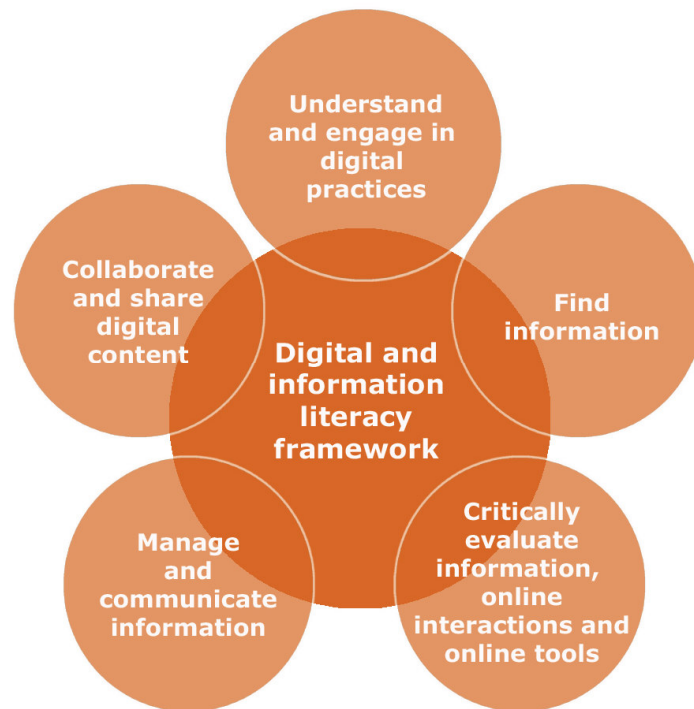 Understand
and engage in
digital
practices
Collaborate
and share
digital
content
Find
information
Digital and
information
literacy
framework
Manage
and
communicate
information
Critically
evaluate
information,
online
interactions and
online tools